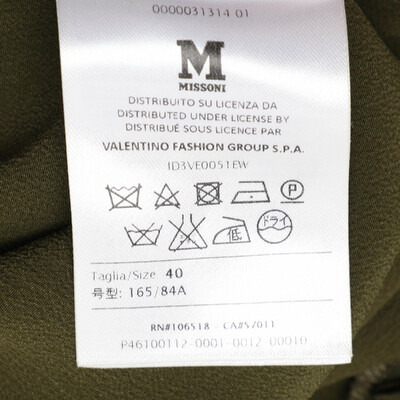 0000031314 01
M
MISSONI
DISTRIBUITO SU LICENZA DA
DISTRIBUTED UNDER LICENSE BY
DISTRIBUÉ SOUS LICENCE PAR
VALENTINO FASHION GROUP S.P.A.
ID3VE0051EW
P
低 ドライ
Taglia/Size 40
号型: 165/84A
RN#106518 - CA#57011
P46100112-0001-0012-00010